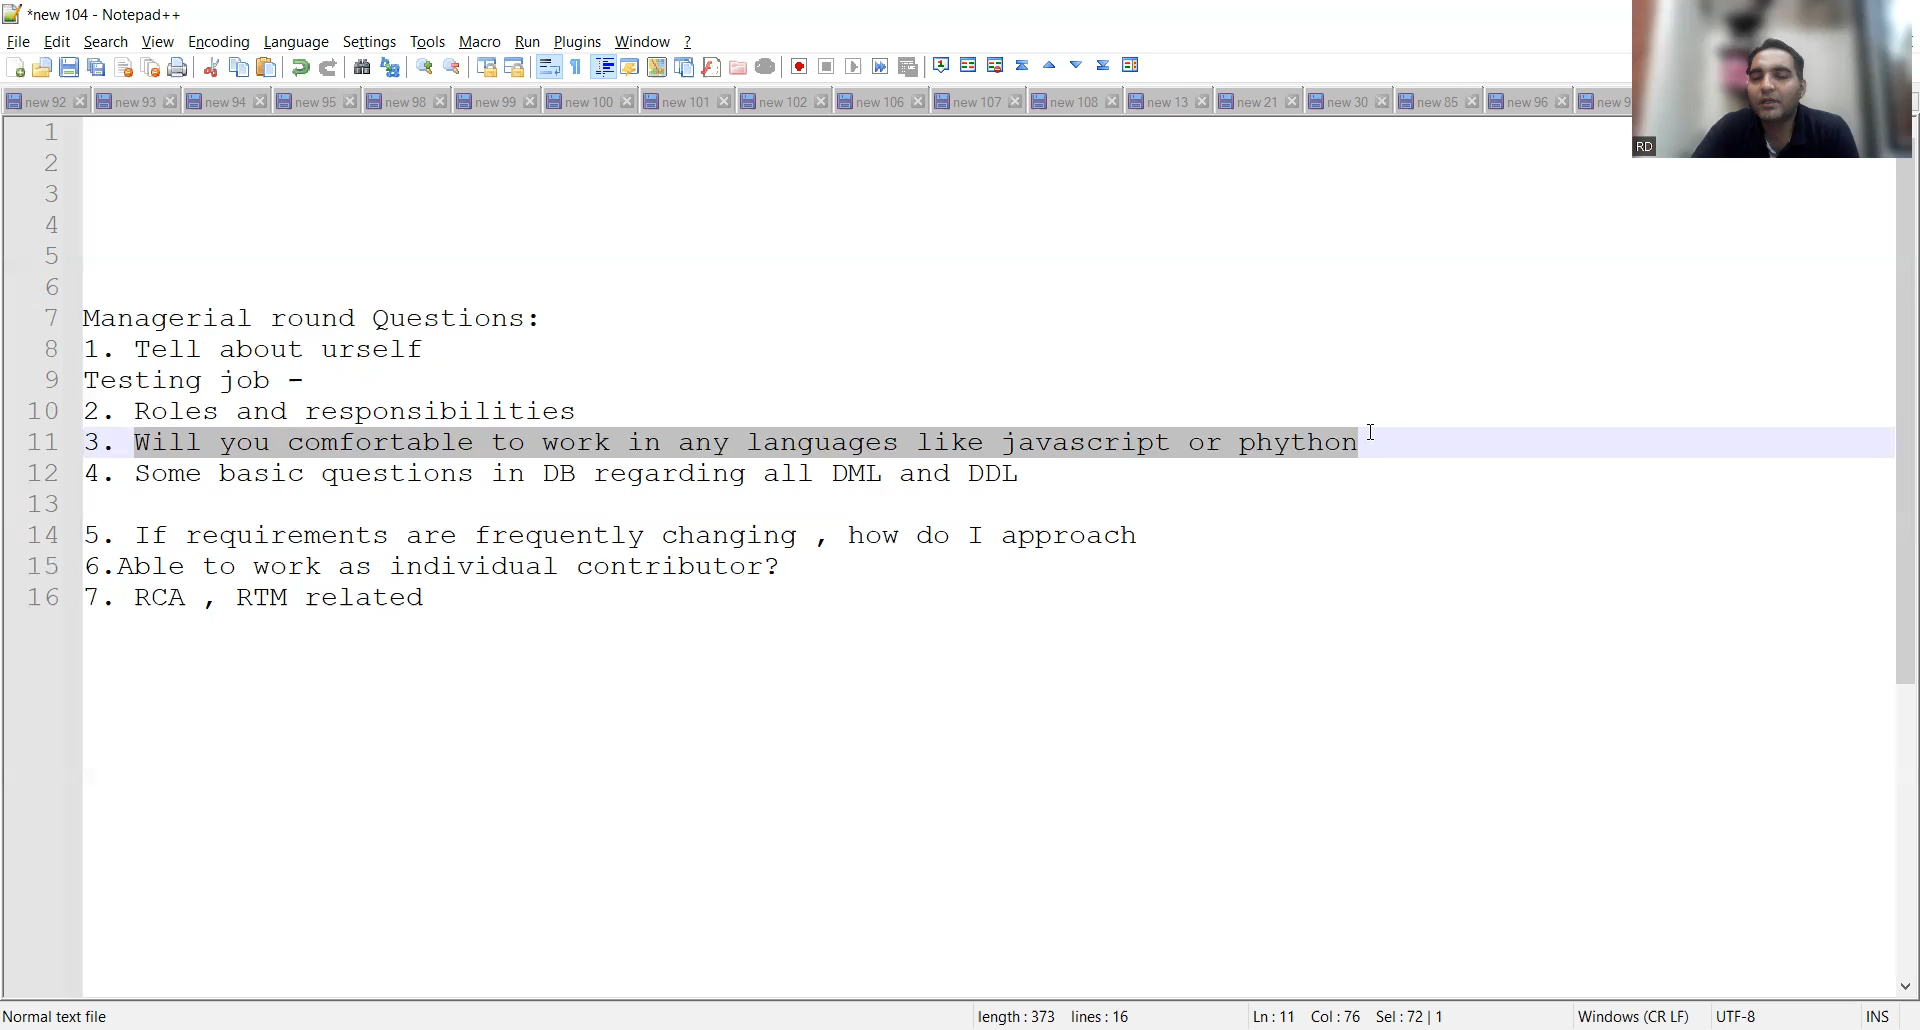 *new 104 - Notepad++
File Edit Search View Encoding Language Settings Tools Macro Run Plugins Window ?
new 92 new 93 new 94 new 95 new 98 new 99 new 100 new 101 new 102 new 106 new 107 new 108 new 13 new 21 new 30 new 85 new 96 new 9
RD
1
2
3
4
5
6
7 Managerial round Questions:
8 1. Tell about urself
9 Testing job -
10 2. Roles and responsibilities
11 3. Will you comfortable to work in any languages like javascript or phython
12 4. Some basic questions in DB regarding all DML and DDL
13
14 5. If requirements are frequently changing , how do I approach
15 6.Able to work as individual contributor?
16 7. RCA , RTM related
Normal text file length : 373 lines : 16 Ln : 11 Col : 76 Sel : 72 | 1 Windows (CR LF) UTF-8 INS